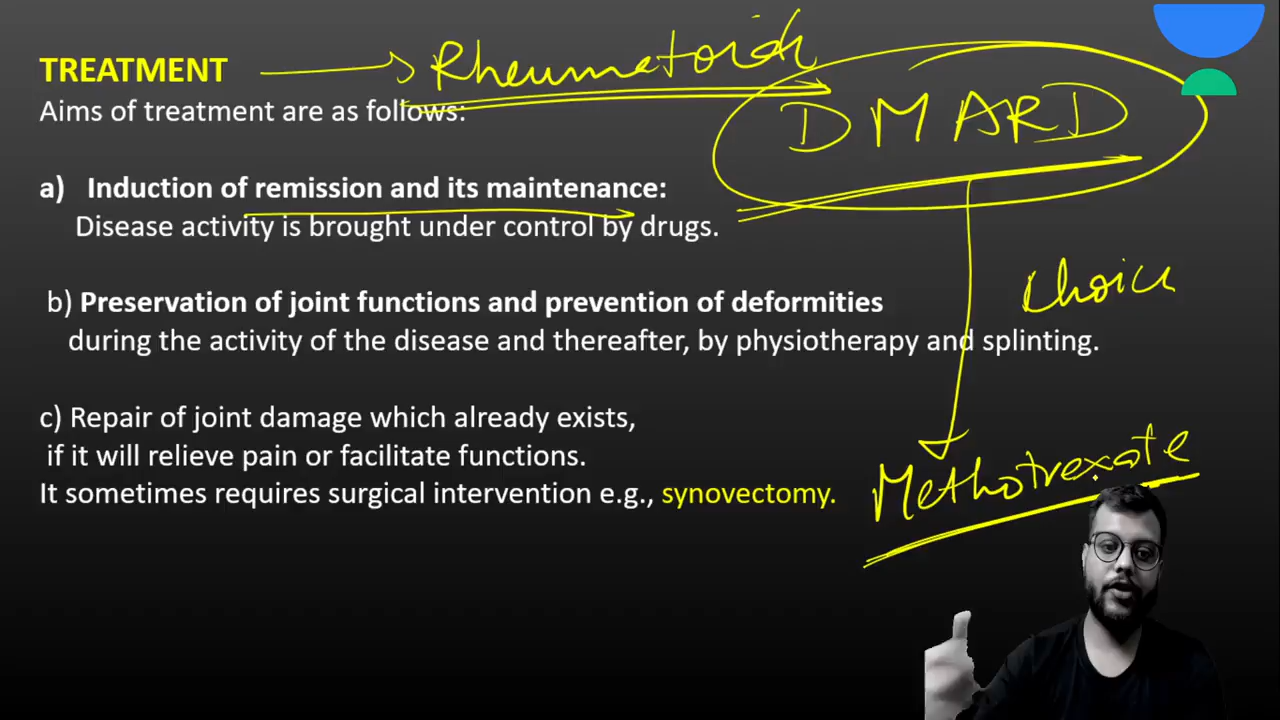 TREATMENT Rheumatoid
Aims of treatment are as follows:
DMARD
a) Induction of remission and its maintenance:
Disease activity is brought under control by drugs.
Choice
b) Preservation of joint functions and prevention of deformities
during the activity of the disease and thereafter, by physiotherapy and splinting.
c) Repair of joint damage which already exists,
if it will relieve pain or facilitate functions.
It sometimes requires surgical intervention e.g., synovectomy.
Methotrexate